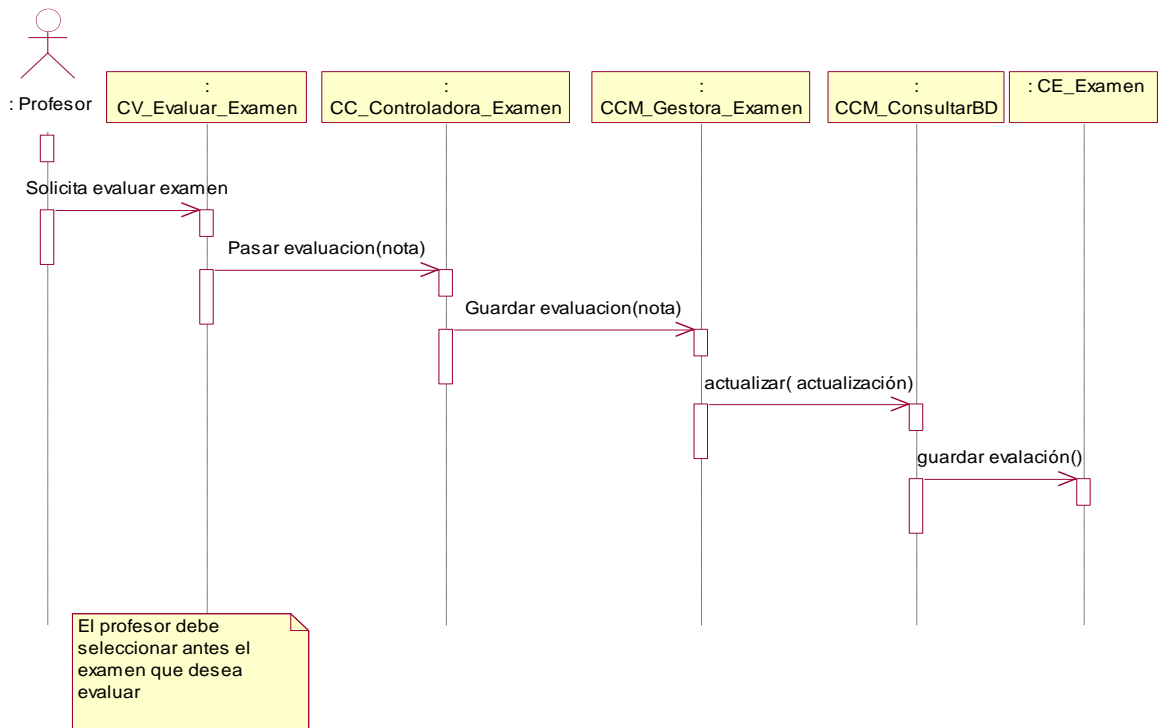 : Profesor
:
CV_Evaluar_Examen
:
CC_Controladora_Examen
:
CCM_Gestora_Examen
:
CCM_ConsultarBD
: CE_Examen
Solicita evaluar examen
Pasar evaluacion(nota)
Guardar evaluacion(nota)
actualizar( actualización)
guardar evalación()
El profesor debe
seleccionar antes el
examen que desea
evaluar